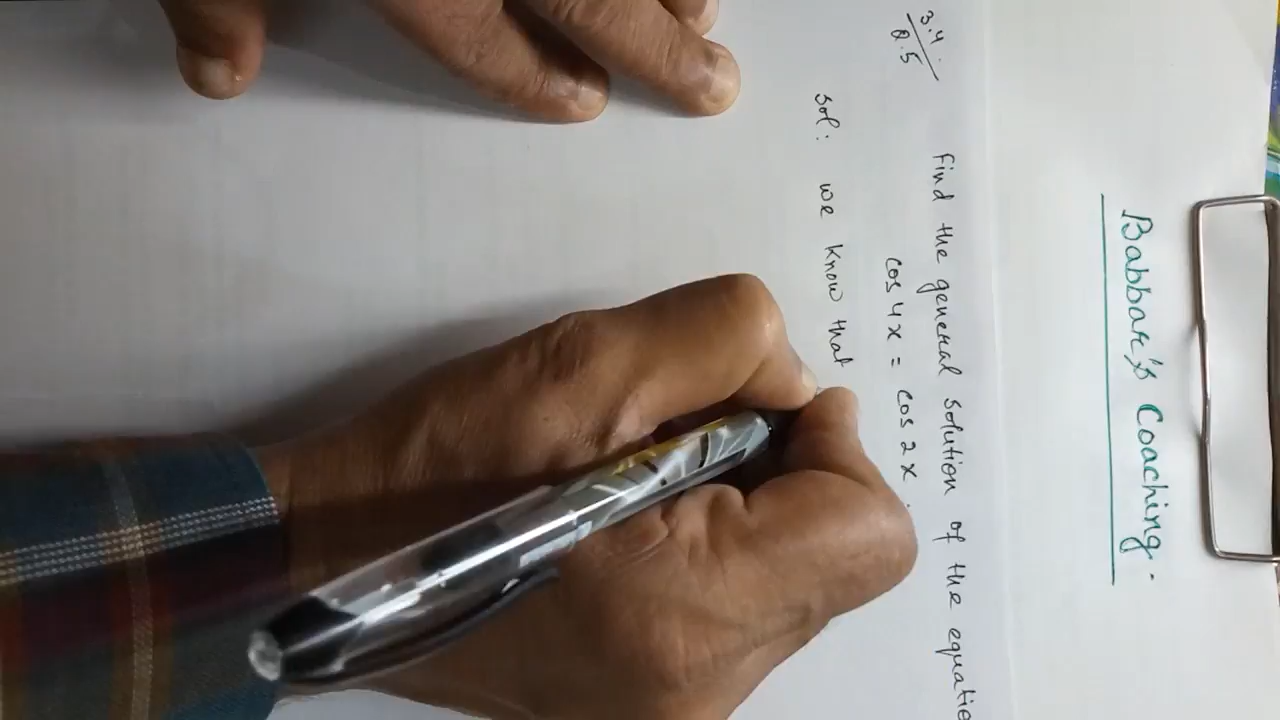 Babbar's Coaching.
3.4
Q.5
Find the general solution of the equatio
cos 4x = cos 2x.
Sol: we know that